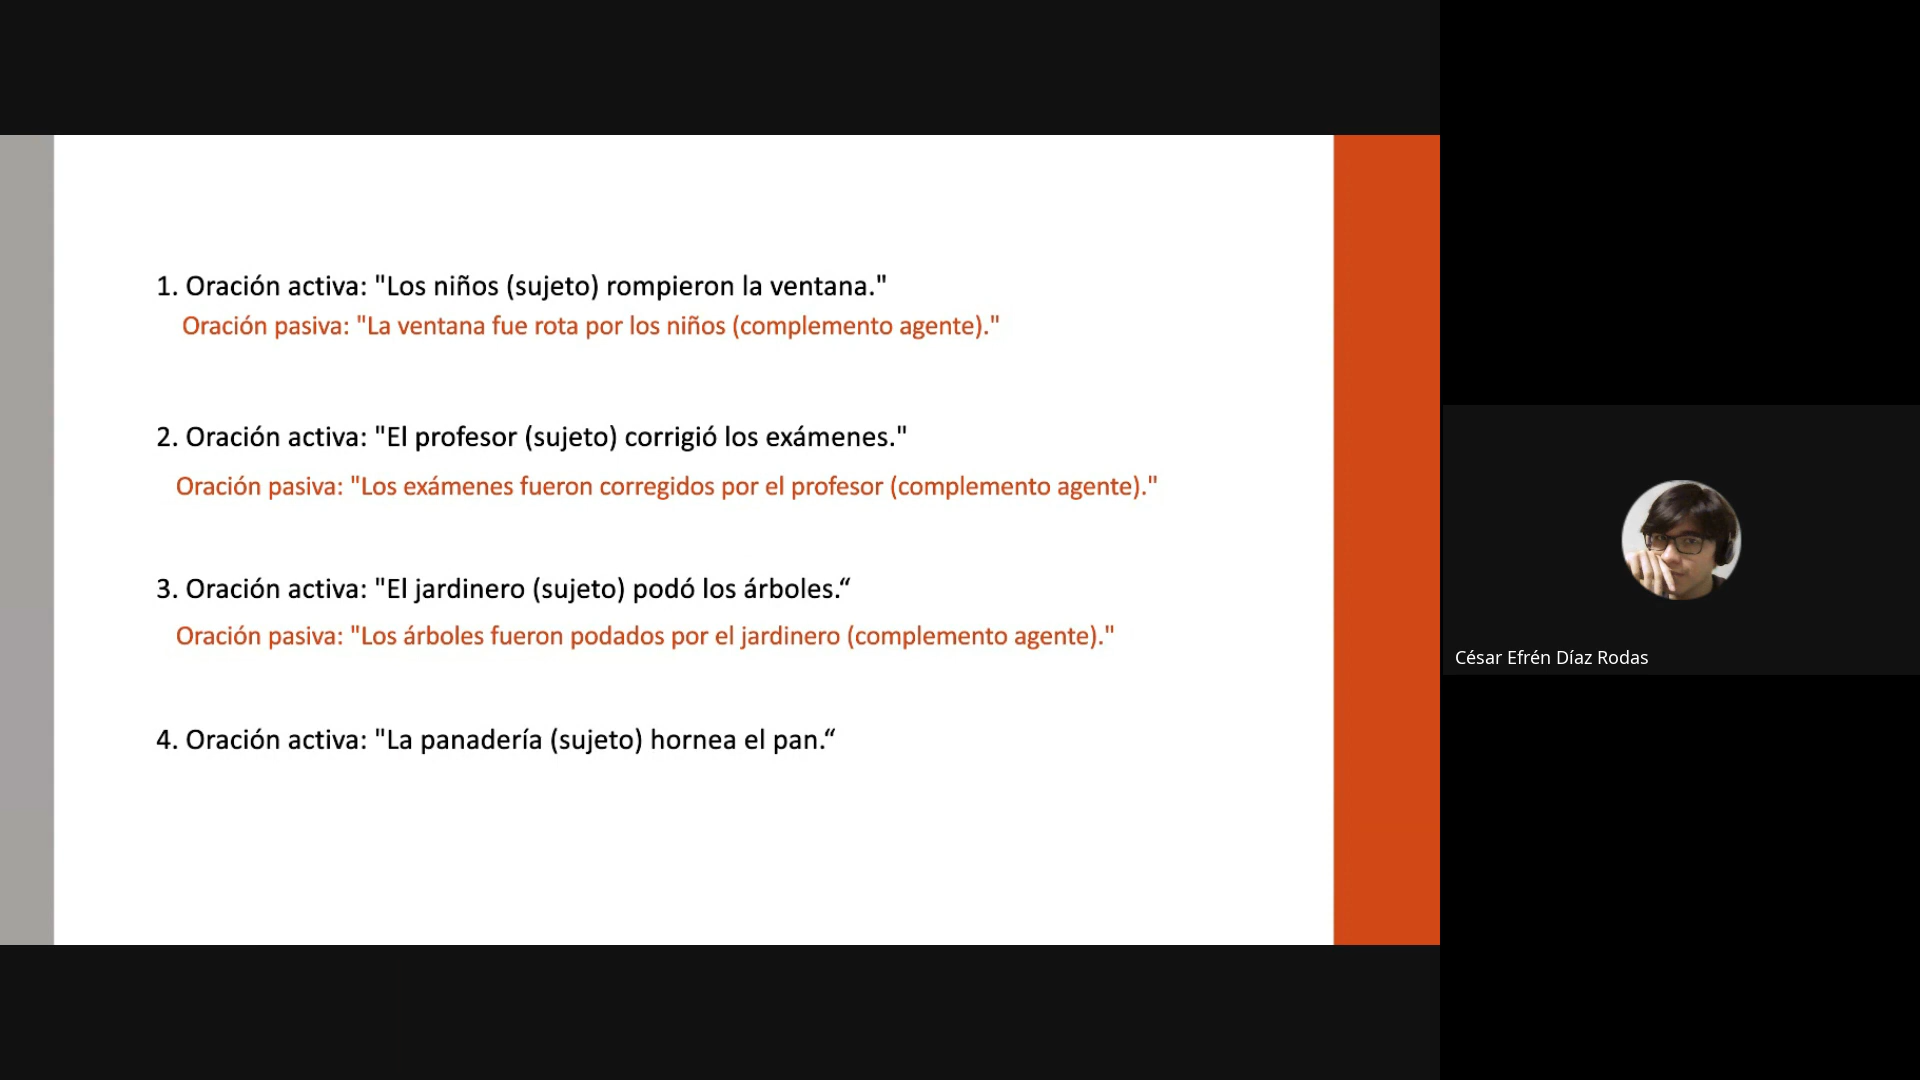 1. Oración activa: "Los niños (sujeto) rompieron la ventana."
Oración pasiva: "La ventana fue rota por los niños (complemento agente)."
2. Oración activa: "El profesor (sujeto) corrigió los exámenes."
Oración pasiva: "Los exámenes fueron corregidos por el profesor (complemento agente)."
3. Oración activa: "El jardinero (sujeto) podó los árboles.“
Oración pasiva: "Los árboles fueron podados por el jardinero (complemento agente)."
4. Oración activa: "La panadería (sujeto) hornea el pan.“
César Efrén Díaz Rodas